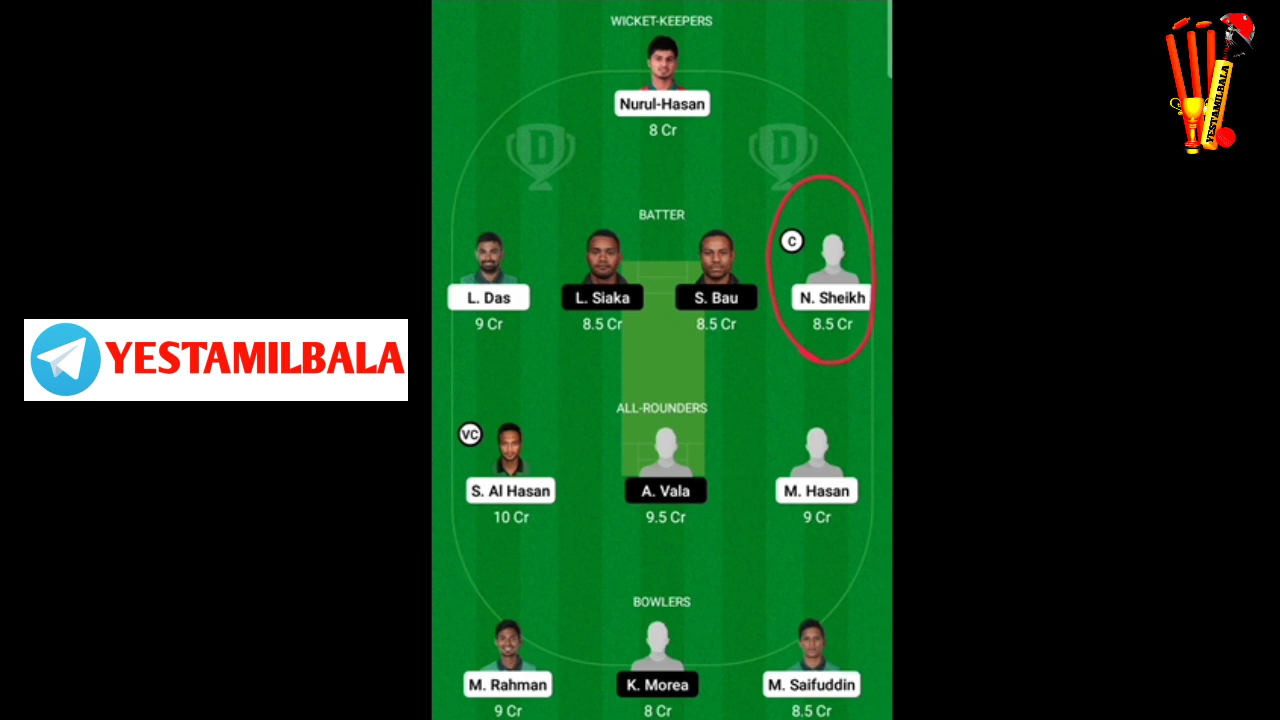 WICKET-KEEPERS
Nurul-Hasan
8 Cr
D D
BATTER
C
L. Das L. Siaka S. Bau N. Sheikh
9 Cr 8.5 Cr 8.5 Cr 8.5 Cr
YESTAMILBALA
ALL-ROUNDERS
VC
S. Al Hasan A. Vala M. Hasan
10 Cr 9.5 Cr 9 Cr
BOWLERS
M. Rahman K. Morea M. Saifuddin
9 Cr 8 Cr 8.5 Cr
YESTAMILBALA